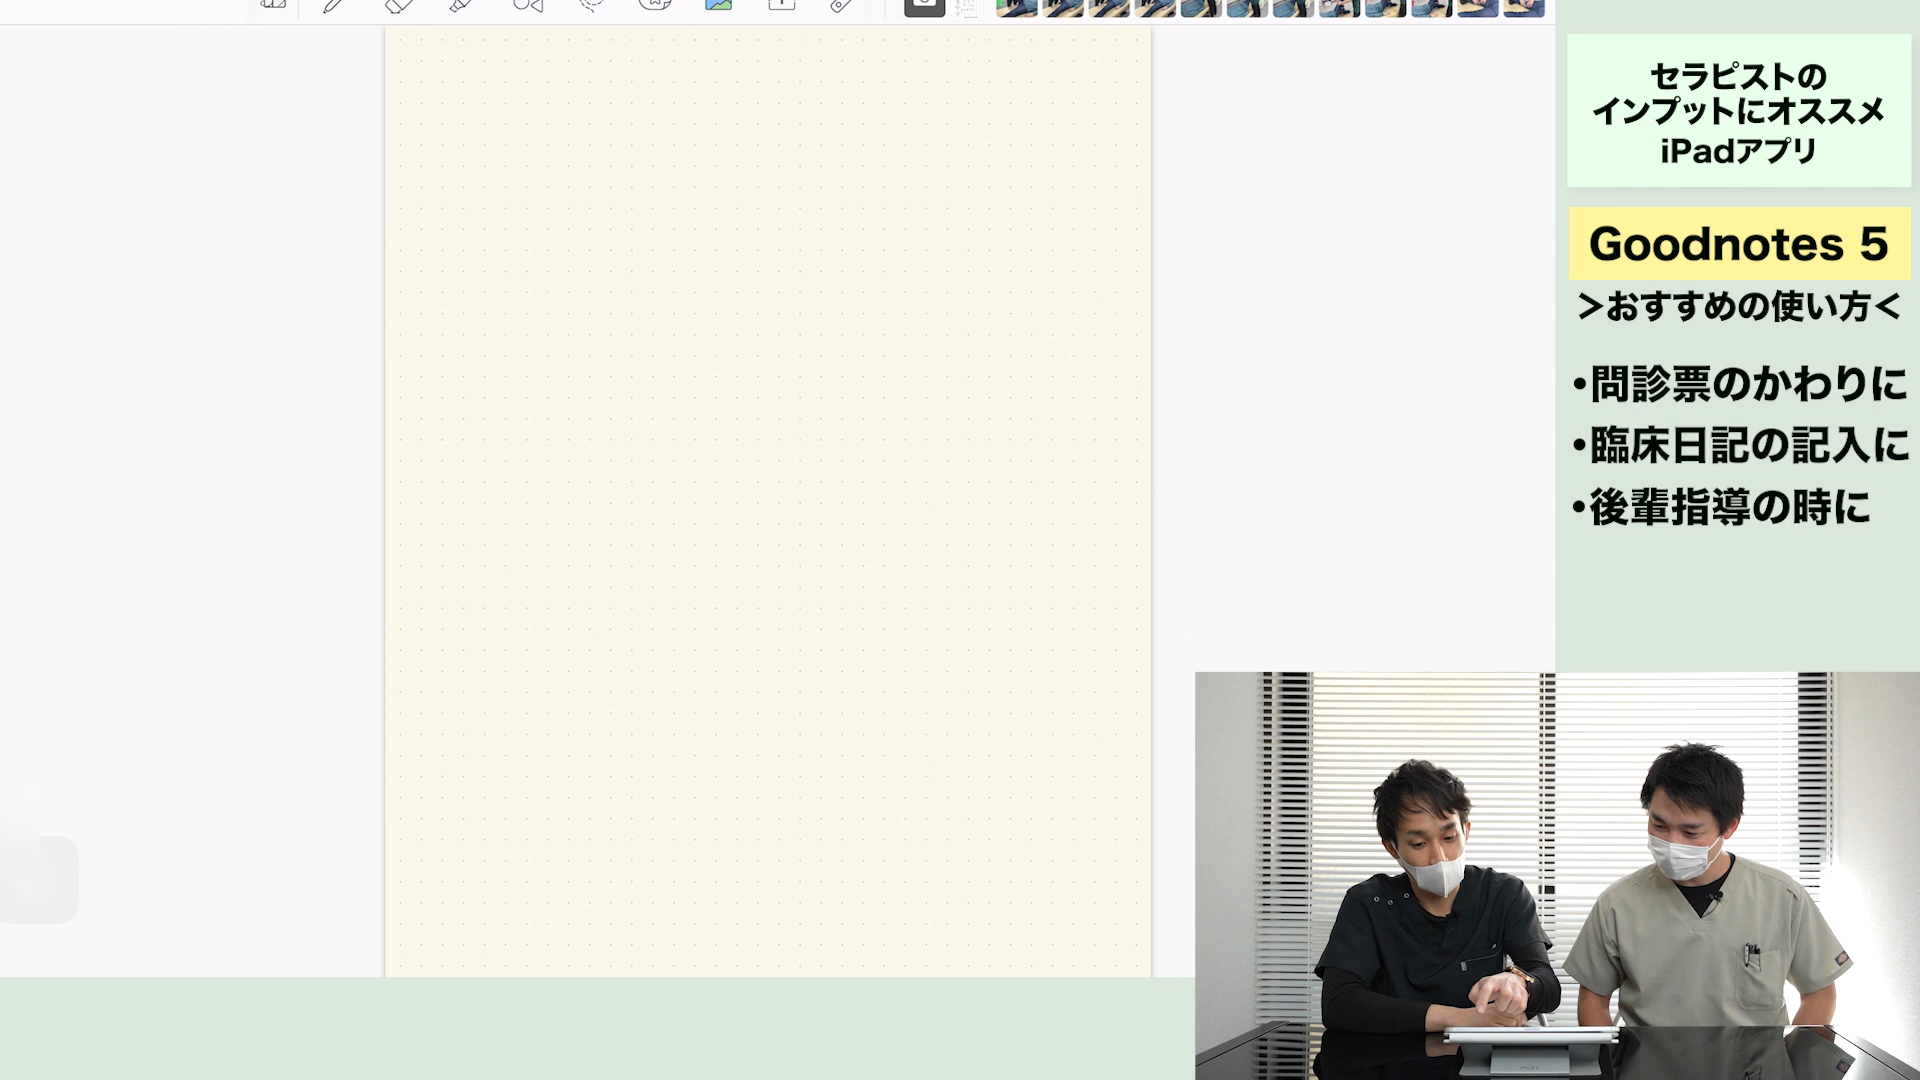 セラピストの
インプットにオススメ
iPadアプリ
Goodnotes 5
＞おすすめの使い方＜
・問診票のかわりに
・臨床日記の記入に
・後輩指導の時に